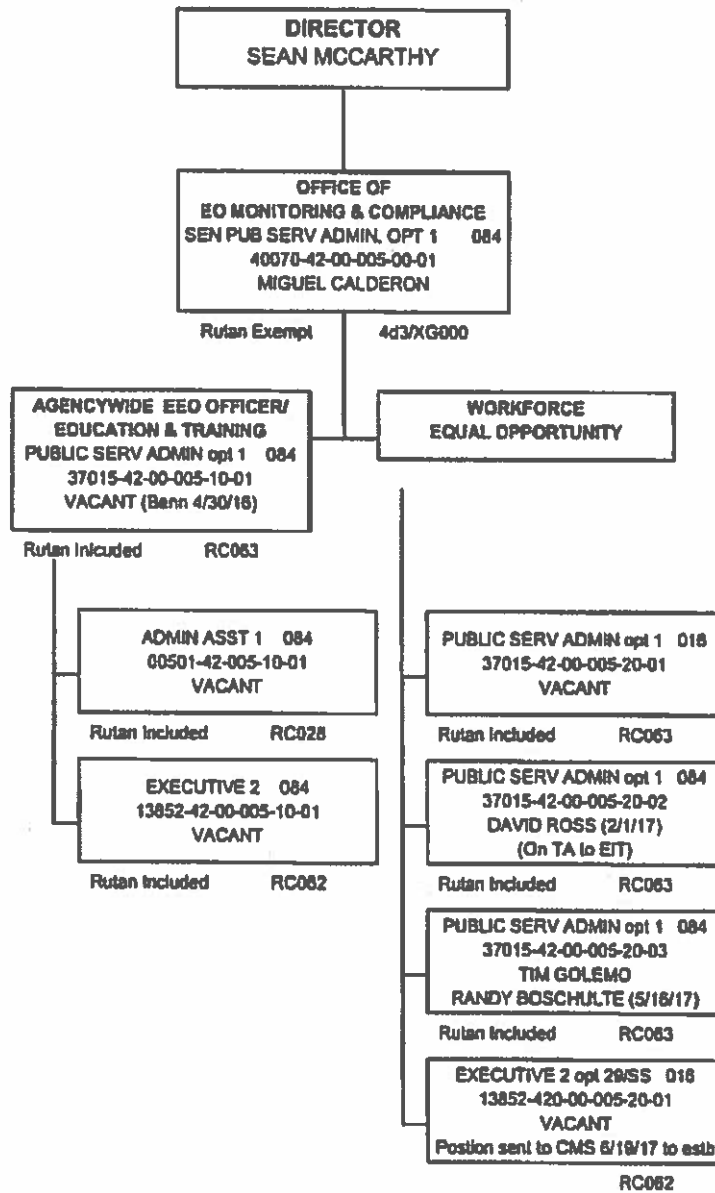 DIRECTOR
SEAN MCCARTHY
OFFICE OF
EO MONITORING & COMPLIANCE
SEN PUB SERV ADMIN, OPT 1 084
40070-42-00-005-00-01
MIGUEL CALDERON
Rutan Exempt 4d3/XG000
AGENCYWIDE EEO OFFICER/
EDUCATION & TRAINING
PUBLIC SERV ADMIN opt 1 084
37015-42-00-005-10-01
VACANT (Benn 4/30/16)
Rutan Inlcuded RC063
WORKFORCE
EQUAL OPPORTUNITY
ADMIN ASST 1 084
00501-42-005-10-01
VACANT
Rutan Included RC028
EXECUTIVE 2 084
13852-42-00-005-10-01
VACANT
Rutan Included RC062
PUBLIC SERV ADMIN opt 1 016
37015-42-00-005-20-01
VACANT
Rutan Included RC063
PUBLIC SERV ADMIN opt 1 084
37015-42-00-005-20-02
DAVID ROSS (2/1/17)
(On TA to EIT)
Rutan Included RC063
PUBLIC SERV ADMIN opt 1 084
37015-42-00-005-20-03
TIM GOLEMO
RANDY BOSCHULTE (5/16/17)
Rutan Included RC063
EXECUTIVE 2 opt 29/SS 016
13852-420-00-005-20-01
VACANT
Postion sent to CMS 6/19/17 to estb
RC062